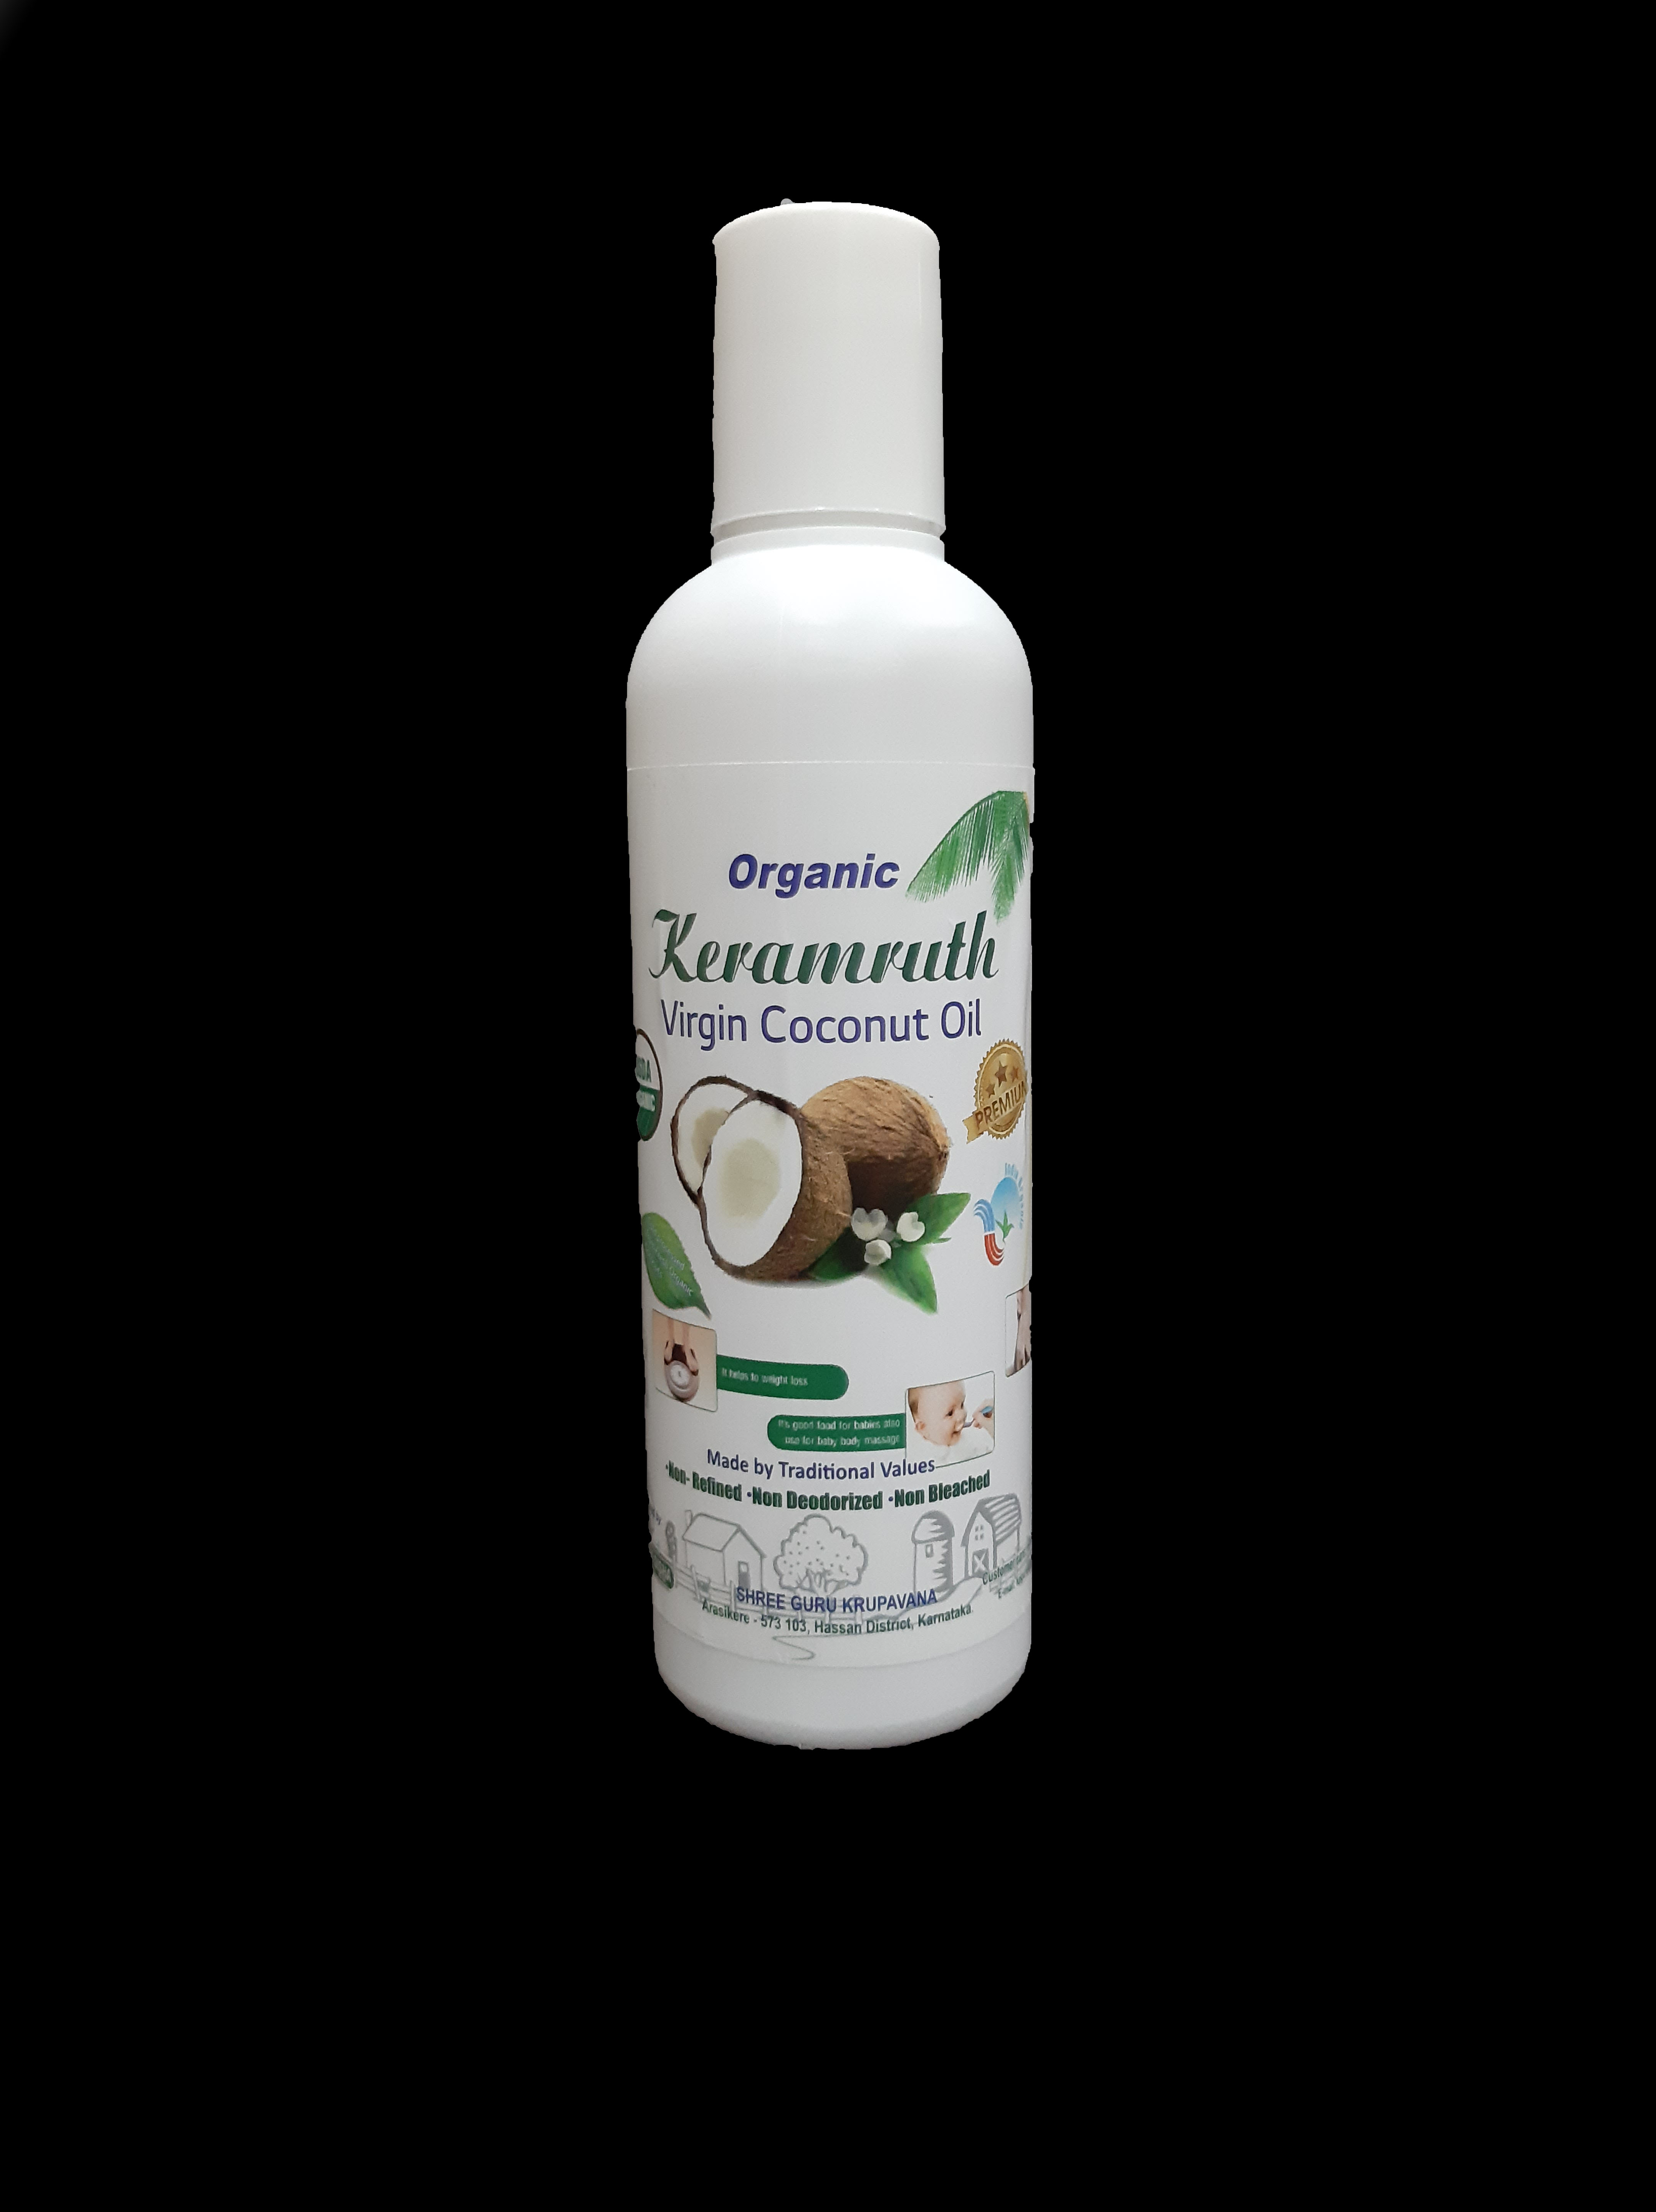 Organic
Keramruth
Virgin Coconut Oil
PREMIUM
It helps to weight loss
It's good food for babies also
use for baby body massage
Made by Traditional Values
•Non- Refined •Non Deodorized •Non Bleached
SHREE GURU KRUPAVANA
Arasikere - 573 103, Hassan District, Karnataka